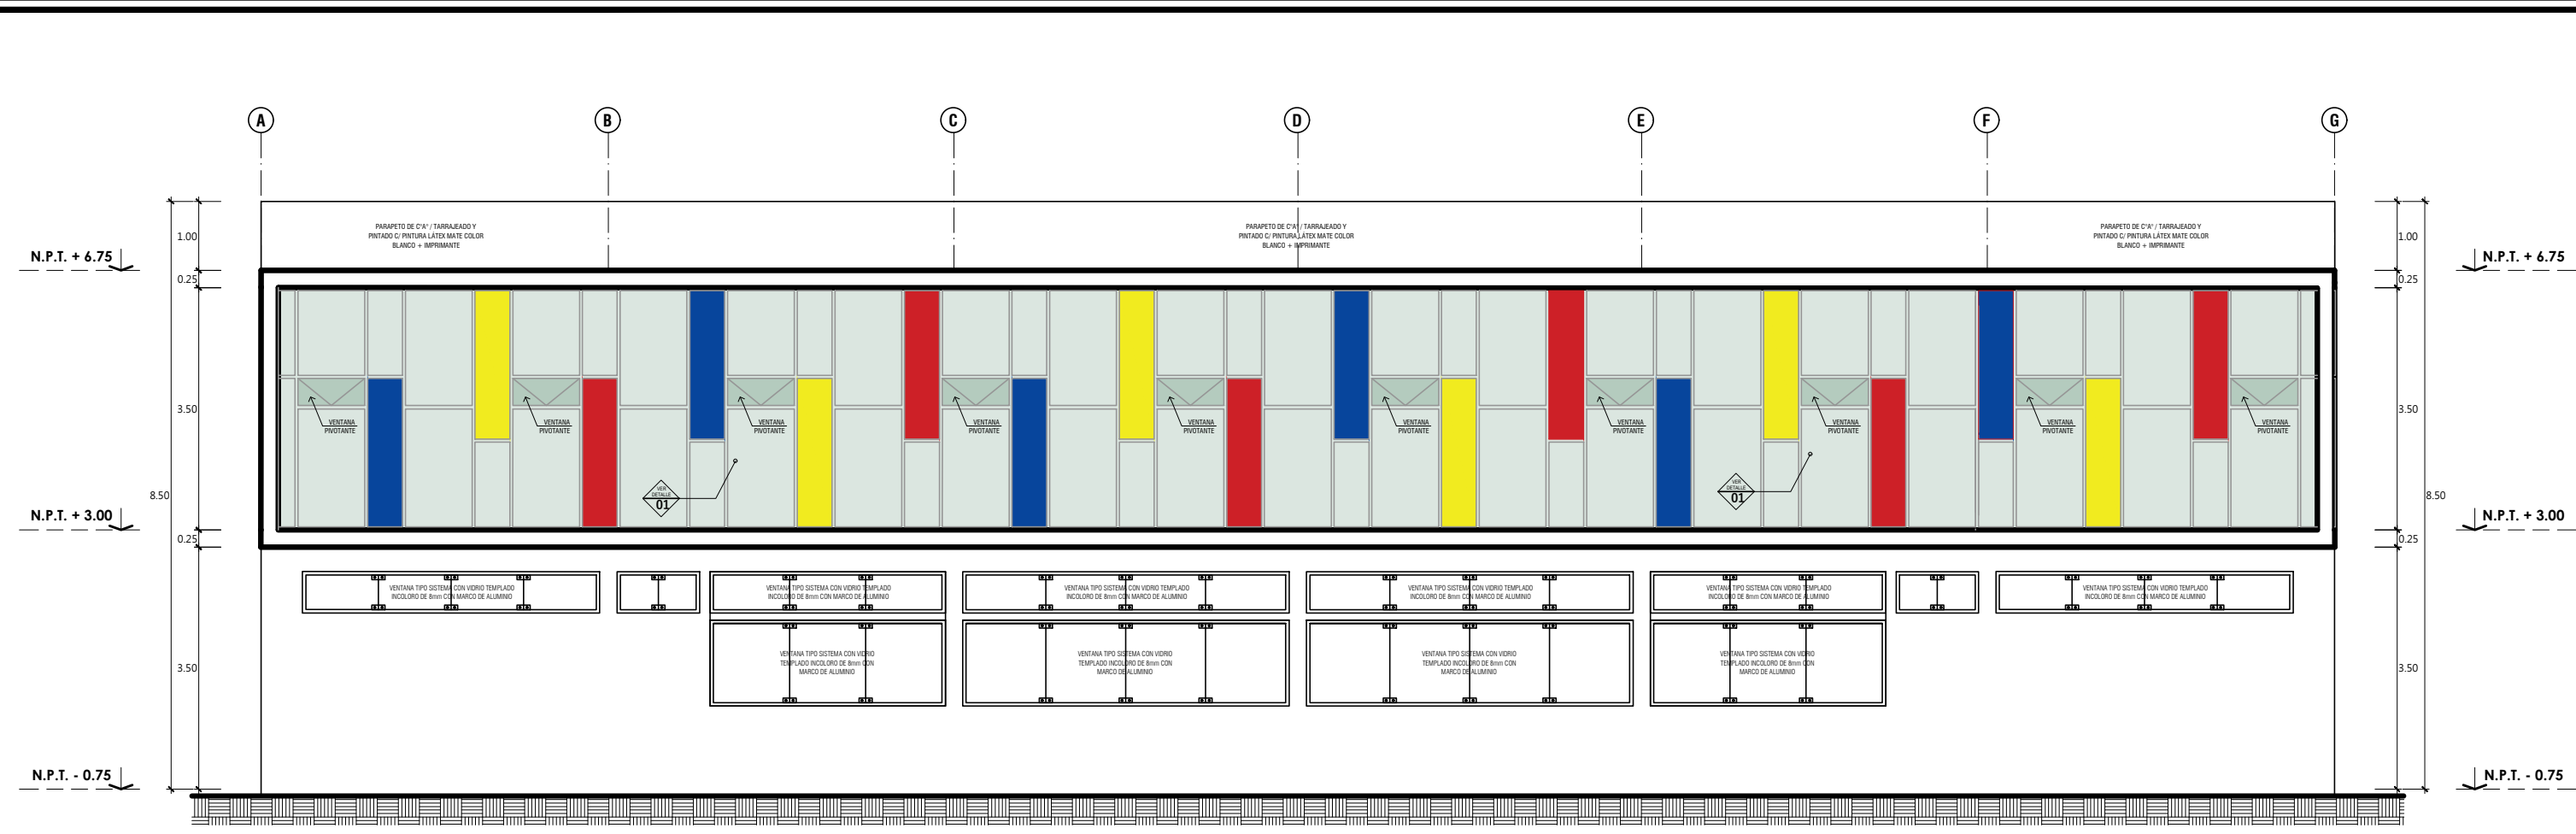 A B C D E F G
PARAPETO DE C°A° / TARRAJEADO Y
PINTADO C/ PINTURA LÁTEX MATE COLOR
BLANCO + IMPRIMANTE
PARAPETO DE C°A° / TARRAJEADO Y
PINTADO C/ PINTURA LÁTEX MATE COLOR
BLANCO + IMPRIMANTE
PARAPETO DE C°A° / TARRAJEADO Y
PINTADO C/ PINTURA LÁTEX MATE COLOR
BLANCO + IMPRIMANTE
1.00
1.00
N.P.T. + 6.75
N.P.T. + 6.75
0.25
0.25
3.50
3.50
VENTANA
PIVOTANTE
VENTANA
PIVOTANTE
VENTANA
PIVOTANTE
VENTANA
PIVOTANTE
VENTANA
PIVOTANTE
VENTANA
PIVOTANTE
VENTANA
PIVOTANTE
VENTANA
PIVOTANTE
VENTANA
PIVOTANTE
VENTANA
PIVOTANTE
VER
DETALLE
01
VER
DETALLE
01
8.50
8.50
N.P.T. + 3.00
N.P.T. + 3.00
0.25
0.25
VENTANA TIPO SISTEMA CON VIDRIO TEMPLADO
INCOLORO DE 8mm CON MARCO DE ALUMINIO
VENTANA TIPO SISTEMA CON VIDRIO TEMPLADO
INCOLORO DE 8mm CON MARCO DE ALUMINIO
VENTANA TIPO SISTEMA CON VIDRIO TEMPLADO
INCOLORO DE 8mm CON MARCO DE ALUMINIO
VENTANA TIPO SISTEMA CON VIDRIO TEMPLADO
INCOLORO DE 8mm CON MARCO DE ALUMINIO
VENTANA TIPO SISTEMA CON VIDRIO TEMPLADO
INCOLORO DE 8mm CON MARCO DE ALUMINIO
VENTANA TIPO SISTEMA CON VIDRIO TEMPLADO
INCOLORO DE 8mm CON MARCO DE ALUMINIO
VENTANA TIPO SISTEMA CON VIDRIO
TEMPLADO INCOLORO DE 8mm CON
MARCO DE ALUMINIO
VENTANA TIPO SISTEMA CON VIDRIO
TEMPLADO INCOLORO DE 8mm CON
MARCO DE ALUMINIO
VENTANA TIPO SISTEMA CON VIDRIO
TEMPLADO INCOLORO DE 8mm CON
MARCO DE ALUMINIO
VENTANA TIPO SISTEMA CON VIDRIO
TEMPLADO INCOLORO DE 8mm CON
MARCO DE ALUMINIO
3.50
3.50
N.P.T. - 0.75
N.P.T. - 0.75